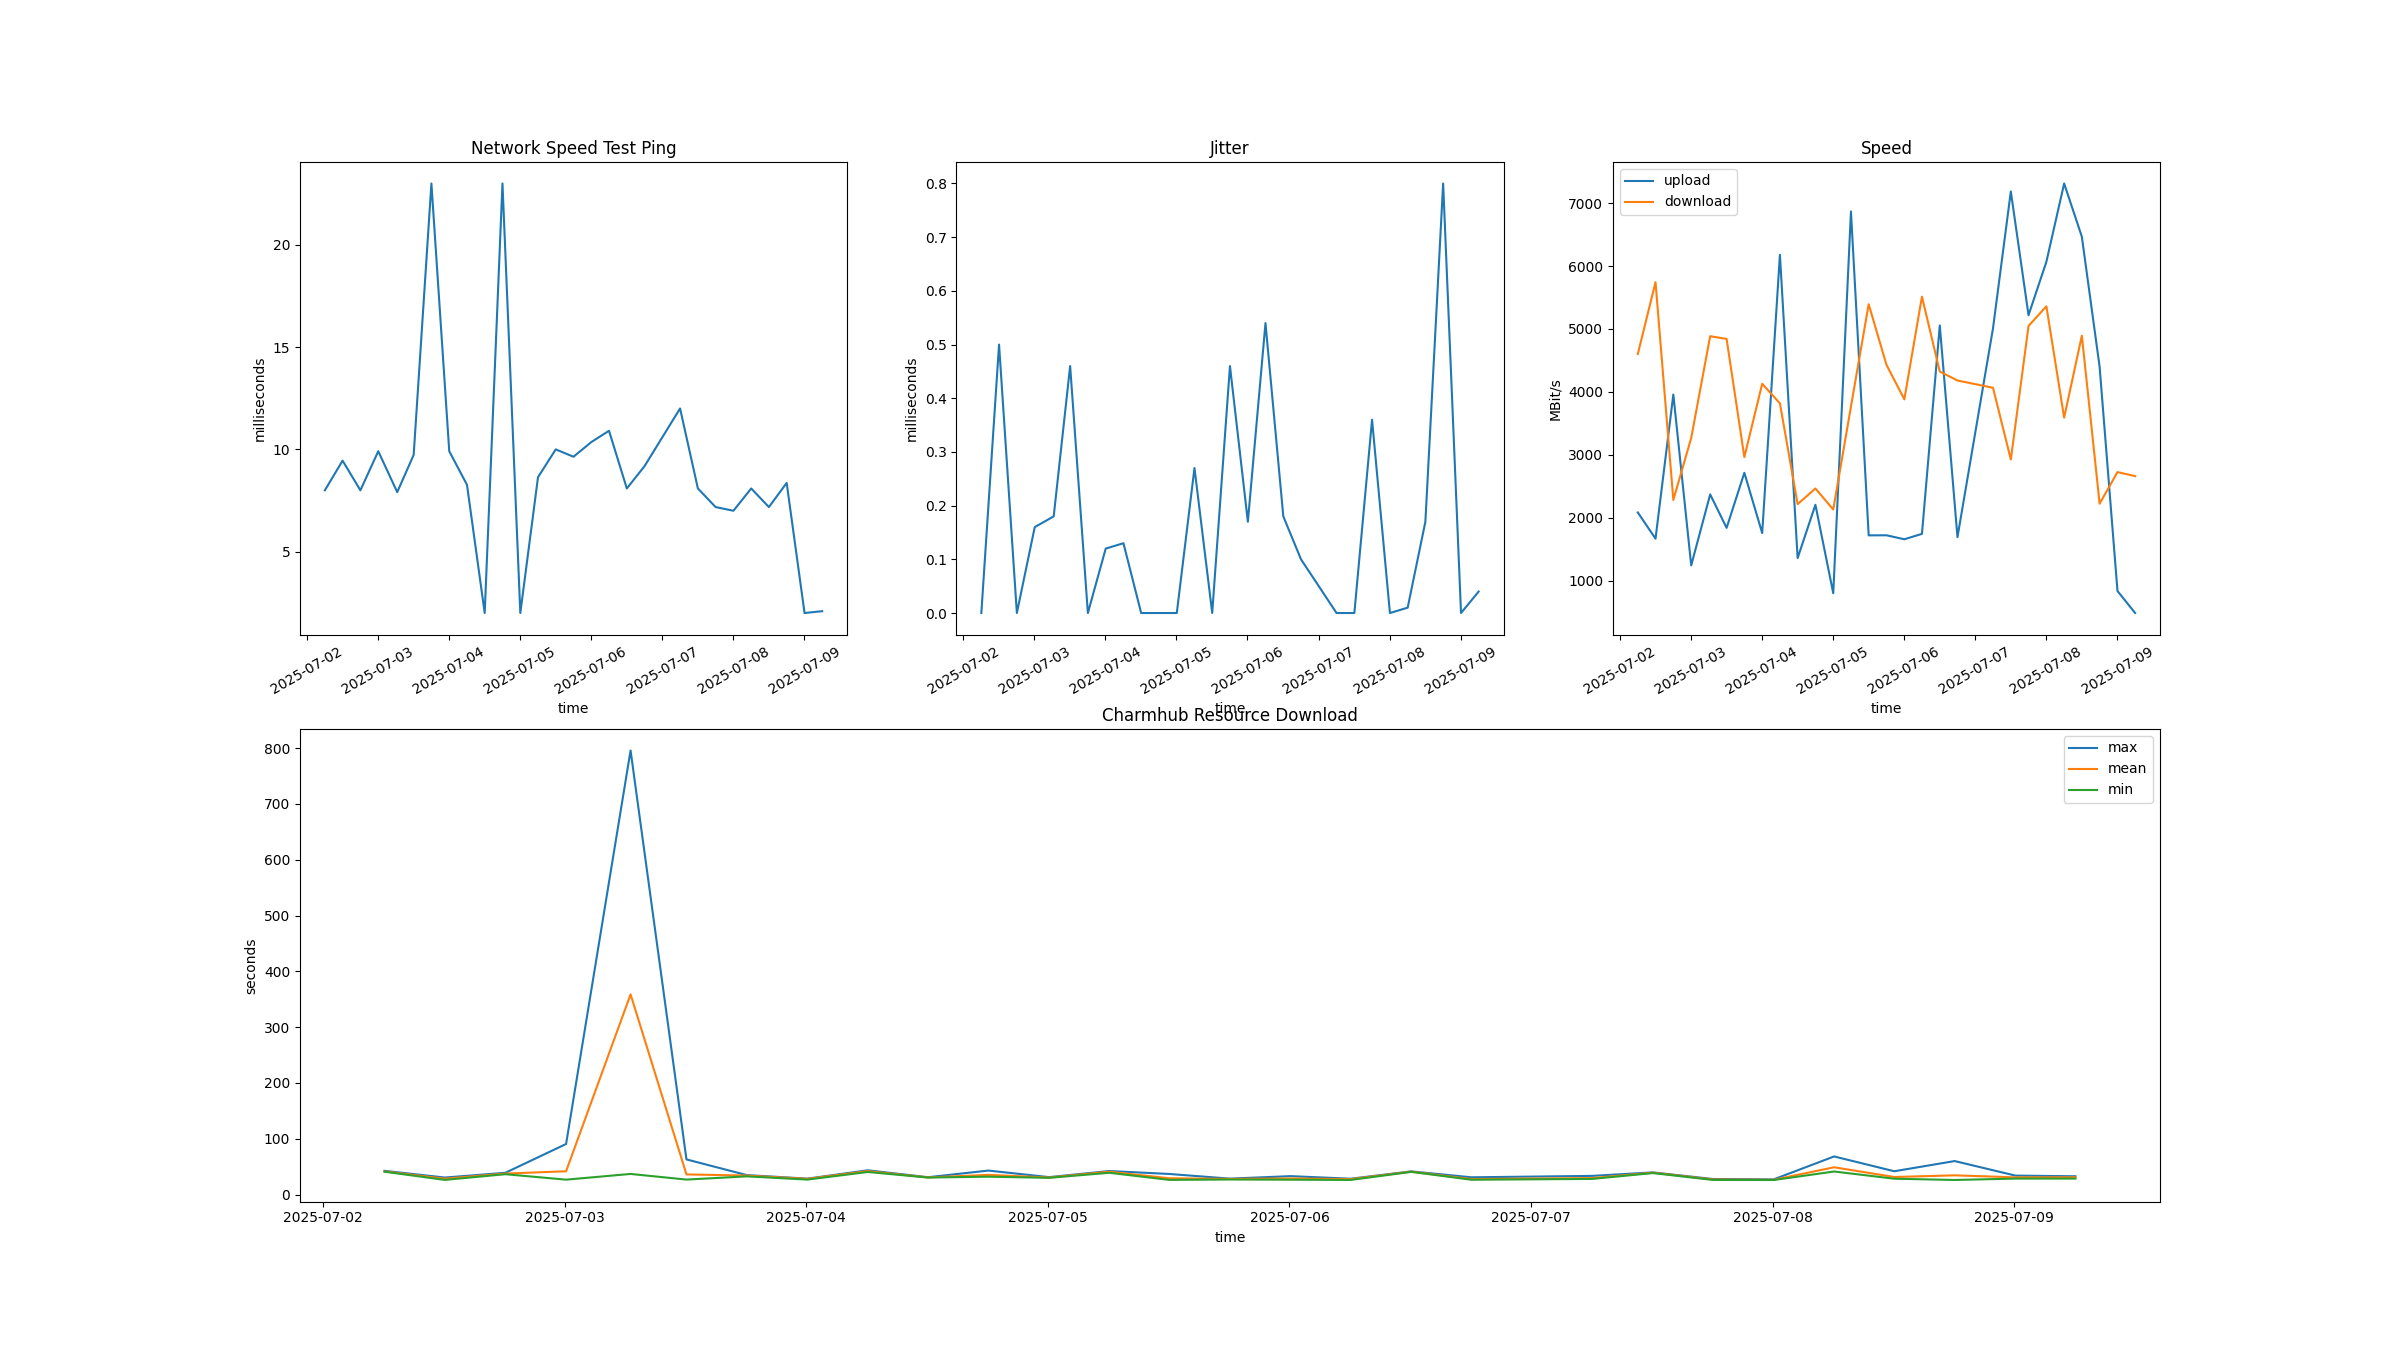 Network Speed Test Ping
milliseconds
20
15
10
5
2025-07-02 2025-07-03 2025-07-04 2025-07-05 2025-07-06 2025-07-07 2025-07-08 2025-07-09
time
Jitter
milliseconds
0.8
0.7
0.6
0.5
0.4
0.3
0.2
0.1
0.0
2025-07-02 2025-07-03 2025-07-04 2025-07-05 2025-07-06 2025-07-07 2025-07-08 2025-07-09
time
Speed
upload
download
MBit/s
7000
6000
5000
4000
3000
2000
1000
2025-07-02 2025-07-03 2025-07-04 2025-07-05 2025-07-06 2025-07-07 2025-07-08 2025-07-09
time
Charmhub Resource Download
max
mean
min
seconds
800
700
600
500
400
300
200
100
0
2025-07-02 2025-07-03 2025-07-04 2025-07-05 2025-07-06 2025-07-07 2025-07-08 2025-07-09
time